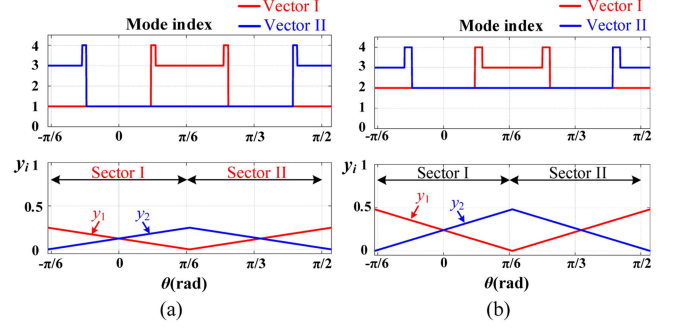 Vector I
Vector II
Mode index
4
3
2
1
0
-π/6 0 π/6 π/3 π/2
yᵢ 1
0.5
0
Sector I Sector II
y₁ y₂
-π/6 0 π/6 π/3 π/2
θ(rad)
(a)
Vector I
Vector II
Mode index
4
3
2
1
0
-π/6 0 π/6 π/3 π/2
yᵢ 1
0.5
0
Sector I Sector II
y₁ y₂
-π/6 0 π/6 π/3 π/2
θ(rad)
(b)